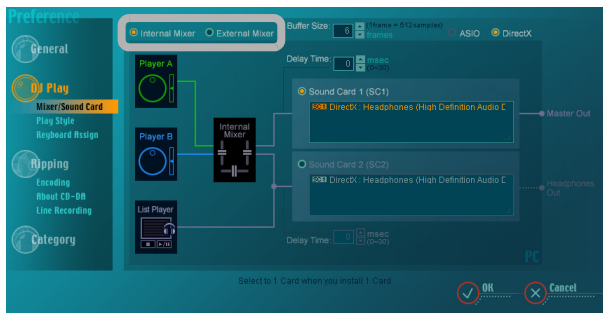 Preference
General
DJ Play
Mixer/Sound Card
Play Style
Keyboard Assign
Ripping
Encoding
About CD-DA
Line Recording
Category
Internal Mixer External Mixer
Buffer Size: 6 (1frame = 512samples)
frames
ASIO DirectX
Delay Time: 0 msec
(0~30)
Player A
Player B
List Player
Internal
Mixer
Sound Card 1 (SC1)
SC1 DirectX : Headphones (High Definition Audio D
Master Out
Sound Card 2 (SC2)
SC2 DirectX : Headphones (High Definition Audio D
Headphones
Out
Delay Time: 0 msec
(0~30)
PC
Select to 1 Card when you install 1 Card
OK Cancel